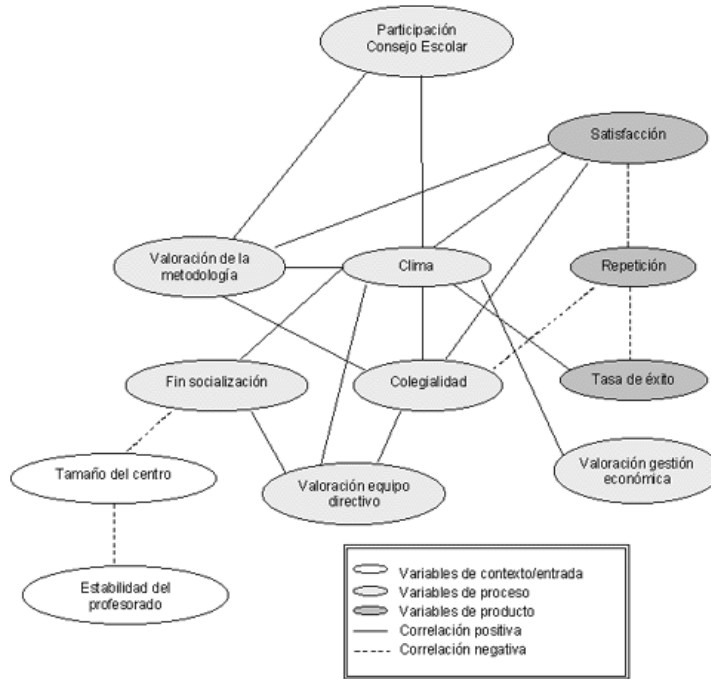 Participación
Consejo Escolar
Satisfacción
Valoración de la
metodología
Clima
Repetición
Fin socialización
Colegialidad
Tasa de éxito
Tamaño del centro
Valoración equipo
directivo
Valoración gestión
económica
Estabilidad del
profesorado
Variables de contexto/entrada
Variables de proceso
Variables de producto
Correlación positiva
Correlación negativa